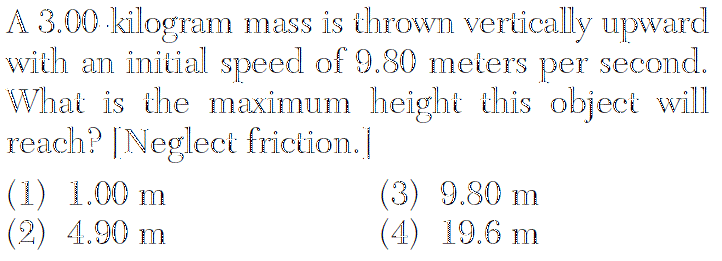 A 3.00-kilogram mass is thrown vertically upward
with an initial speed of 9.80 meters per second.
What is the maximum height this object will
reach? [Neglect friction.]
(1) 1.00 m (3) 9.80 m
(2) 4.90 m (4) 19.6 m